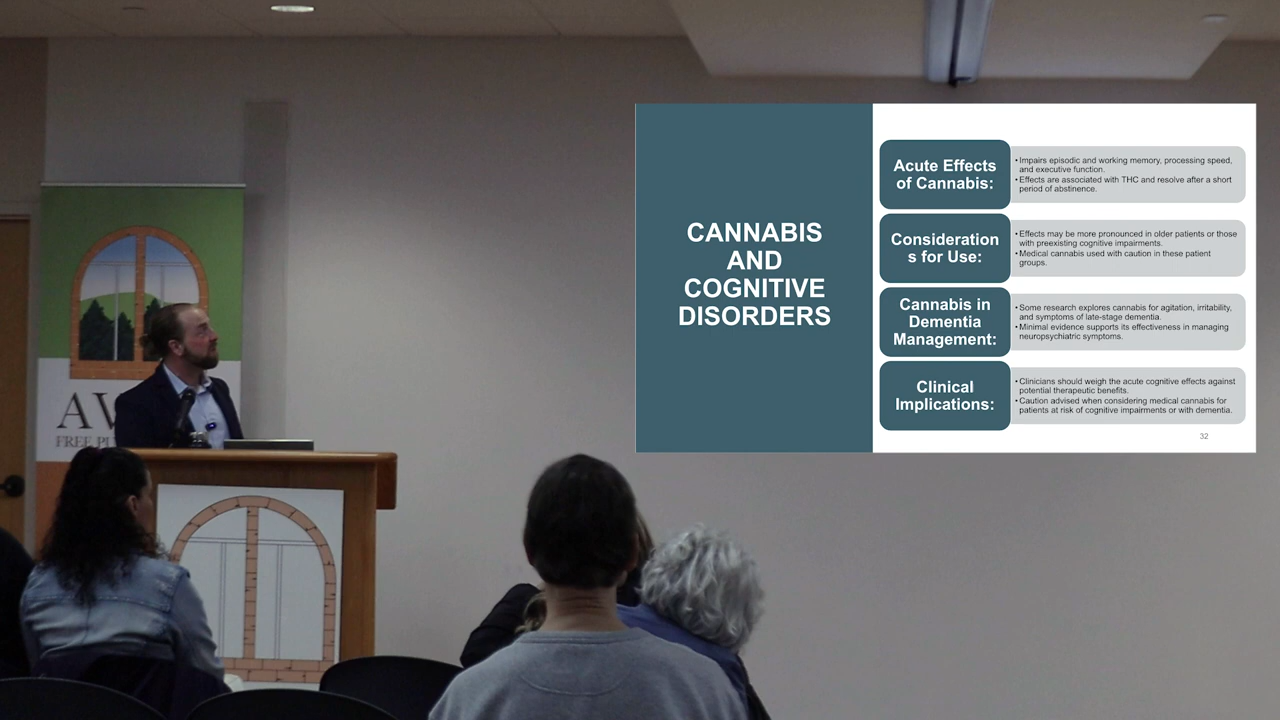 CANNABIS
AND
COGNITIVE
DISORDERS
Acute Effects
of Cannabis:
•Impairs episodic and working memory, processing speed,
and executive function.
•Effects are associated with THC and resolve after a short
period of abstinence.
Consideration
s for Use:
•Effects may be more pronounced in older patients or those
with preexisting cognitive impairments.
•Medical cannabis used with caution in these patient
groups.
Cannabis in
Dementia
Management:
•Some research explores cannabis for agitation, irritability,
and symptoms of late-stage dementia.
•Minimal evidence supports its effectiveness in managing
neuropsychiatric symptoms.
Clinical
Implications:
•Clinicians should weigh the acute cognitive effects against
potential therapeutic benefits.
•Caution advised when considering medical cannabis for
patients at risk of cognitive impairments or with dementia.
32
FREE